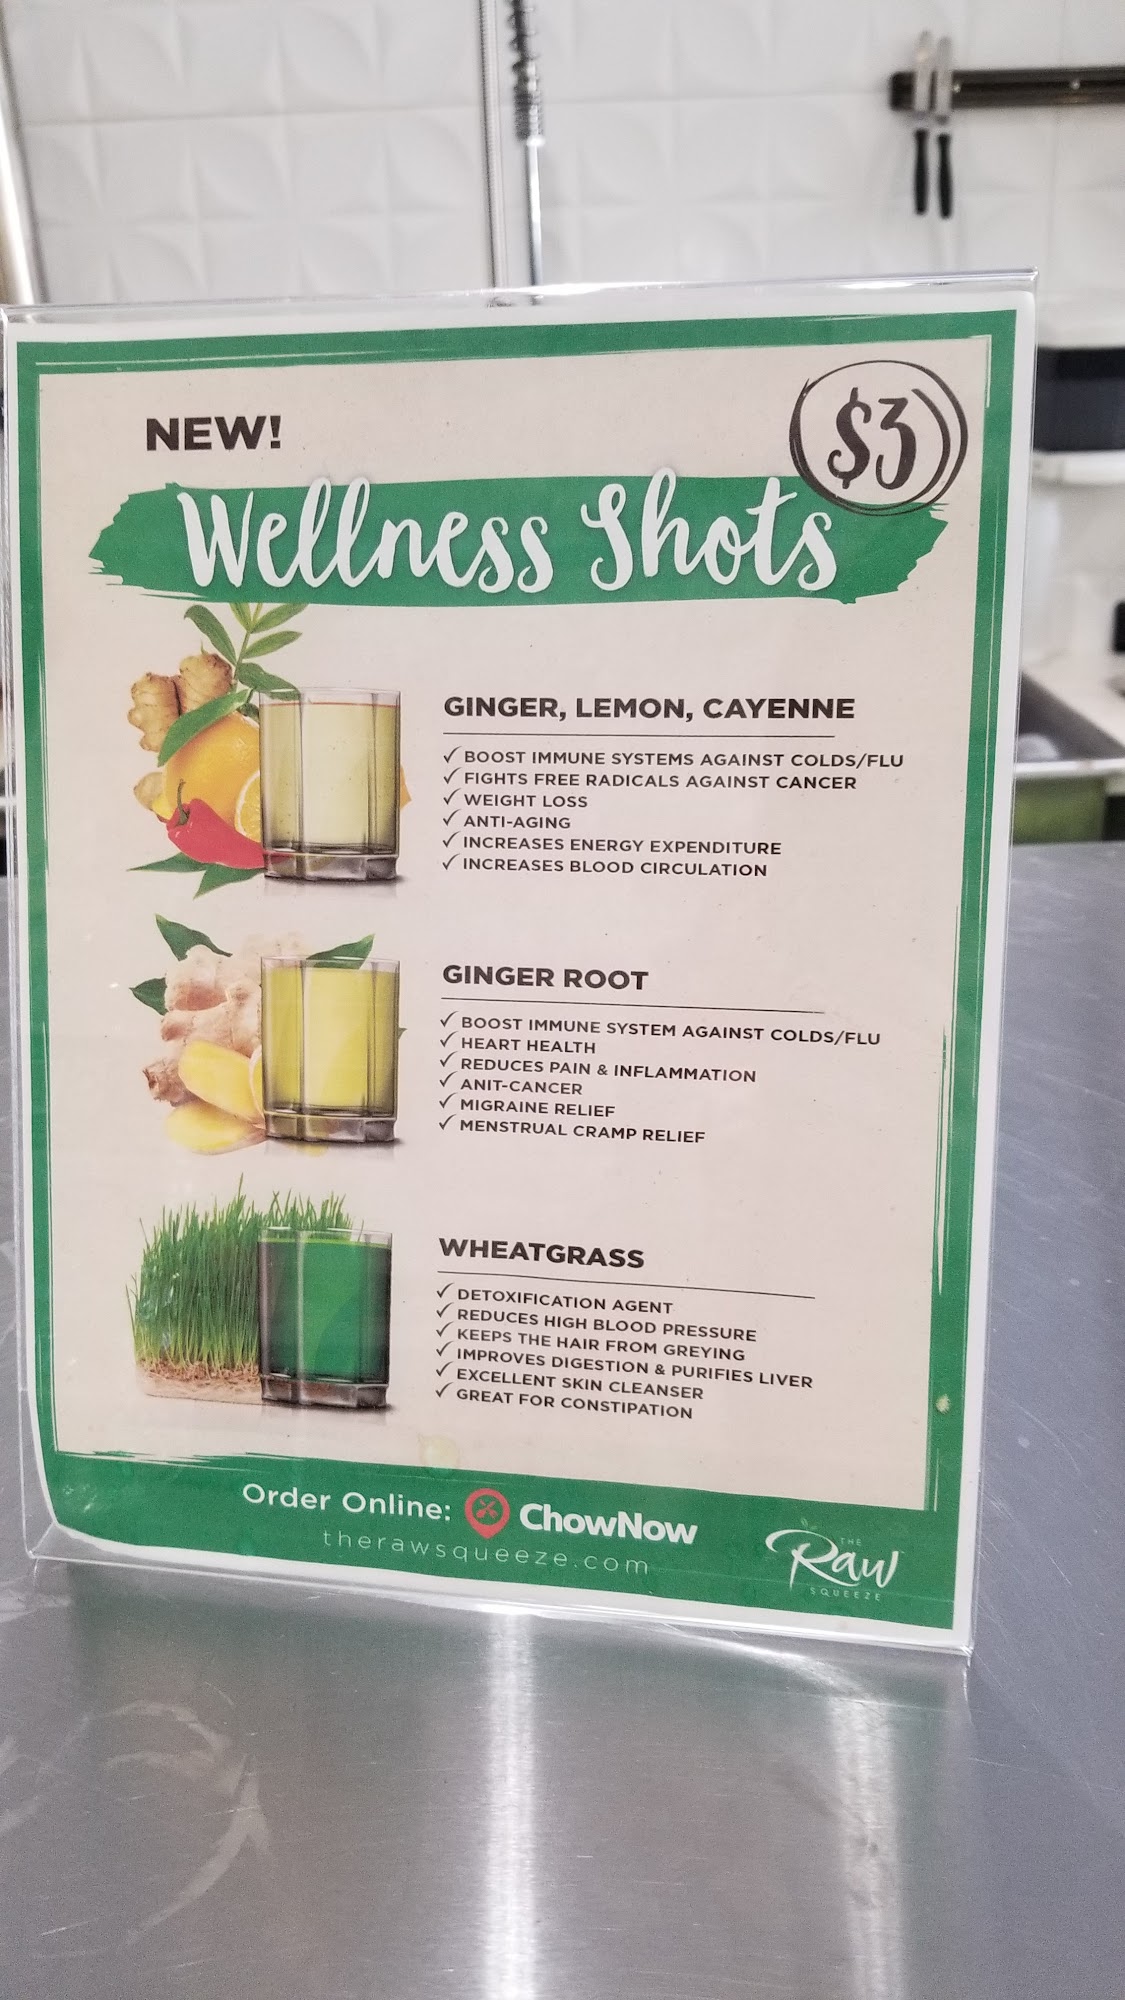 NEW!
$3
Wellness Shots
GINGER, LEMON, CAYENNE
✓ BOOST IMMUNE SYSTEMS AGAINST COLDS/FLU
✓ FIGHTS FREE RADICALS AGAINST CANCER
✓ WEIGHT LOSS
✓ ANTI-AGING
✓ INCREASES ENERGY EXPENDITURE
✓ INCREASES BLOOD CIRCULATION
GINGER ROOT
✓ BOOST IMMUNE SYSTEM AGAINST COLDS/FLU
✓ HEART HEALTH
✓ REDUCES PAIN & INFLAMMATION
✓ ANIT-CANCER
✓ MIGRAINE RELIEF
✓ MENSTRUAL CRAMP RELIEF
WHEATGRASS
✓ DETOXIFICATION AGENT
✓ REDUCES HIGH BLOOD PRESSURE
✓ KEEPS THE HAIR FROM GREYING
✓ IMPROVES DIGESTION & PURIFIES LIVER
✓ EXCELLENT SKIN CLEANSER
✓ GREAT FOR CONSTIPATION
Order Online: ChowNow
therawsqueeze.com
THE
Raw
SQUEEZE